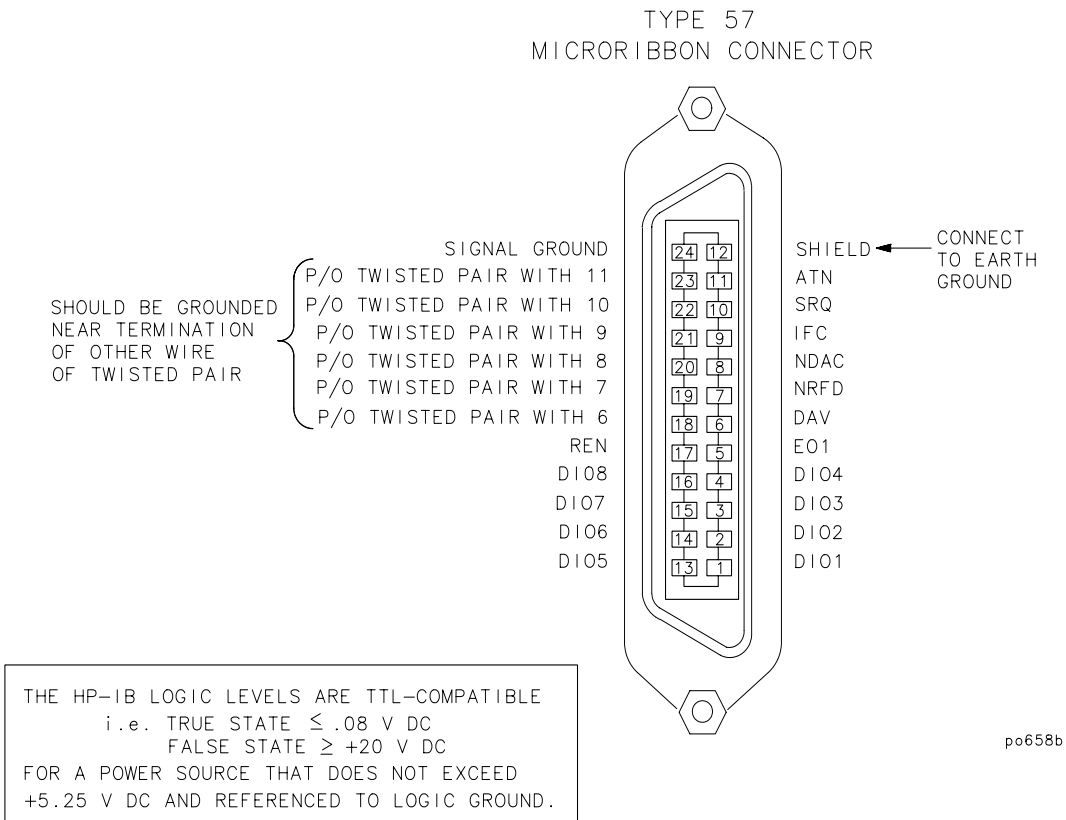 TYPE 57
MICRORIBBON CONNECTOR
SIGNAL GROUND 24 12 SHIELD CONNECT
TO EARTH
GROUND
P/O TWISTED PAIR WITH 11 23 11 ATN
P/O TWISTED PAIR WITH 10 22 10 SRQ
P/O TWISTED PAIR WITH 9 21 9 IFC
P/O TWISTED PAIR WITH 8 20 8 NDAC
P/O TWISTED PAIR WITH 7 19 7 NRFD
P/O TWISTED PAIR WITH 6 18 6 DAV
SHOULD BE GROUNDED
NEAR TERMINATION
OF OTHER WIRE
OF TWISTED PAIR
REN 17 5 EO1
DIO8 16 4 DIO4
DIO7 15 3 DIO3
DIO6 14 2 DIO2
DIO5 13 1 DIO1
THE HP-IB LOGIC LEVELS ARE TTL-COMPATIBLE
i.e. TRUE STATE ≤ .08 V DC
FALSE STATE ≥ +20 V DC
FOR A POWER SOURCE THAT DOES NOT EXCEED
+5.25 V DC AND REFERENCED TO LOGIC GROUND.
po658b